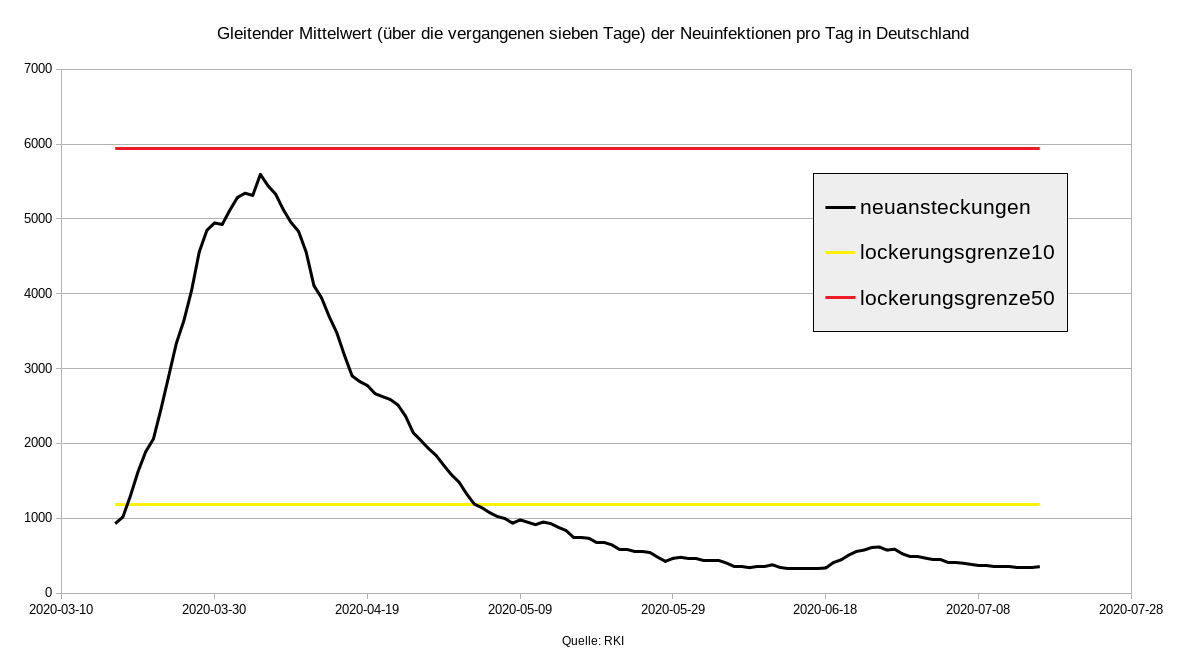 Gleitender Mittelwert (über die vergangenen sieben Tage) der Neuinfektionen pro Tag in Deutschland
7000
6000
5000
4000
3000
2000
1000
0
neuansteckungen
lockerungsgrenze10
lockerungsgrenze50
2020-03-10 2020-03-30 2020-04-19 2020-05-09 2020-05-29 2020-06-18 2020-07-08 2020-07-28
Quelle: RKI